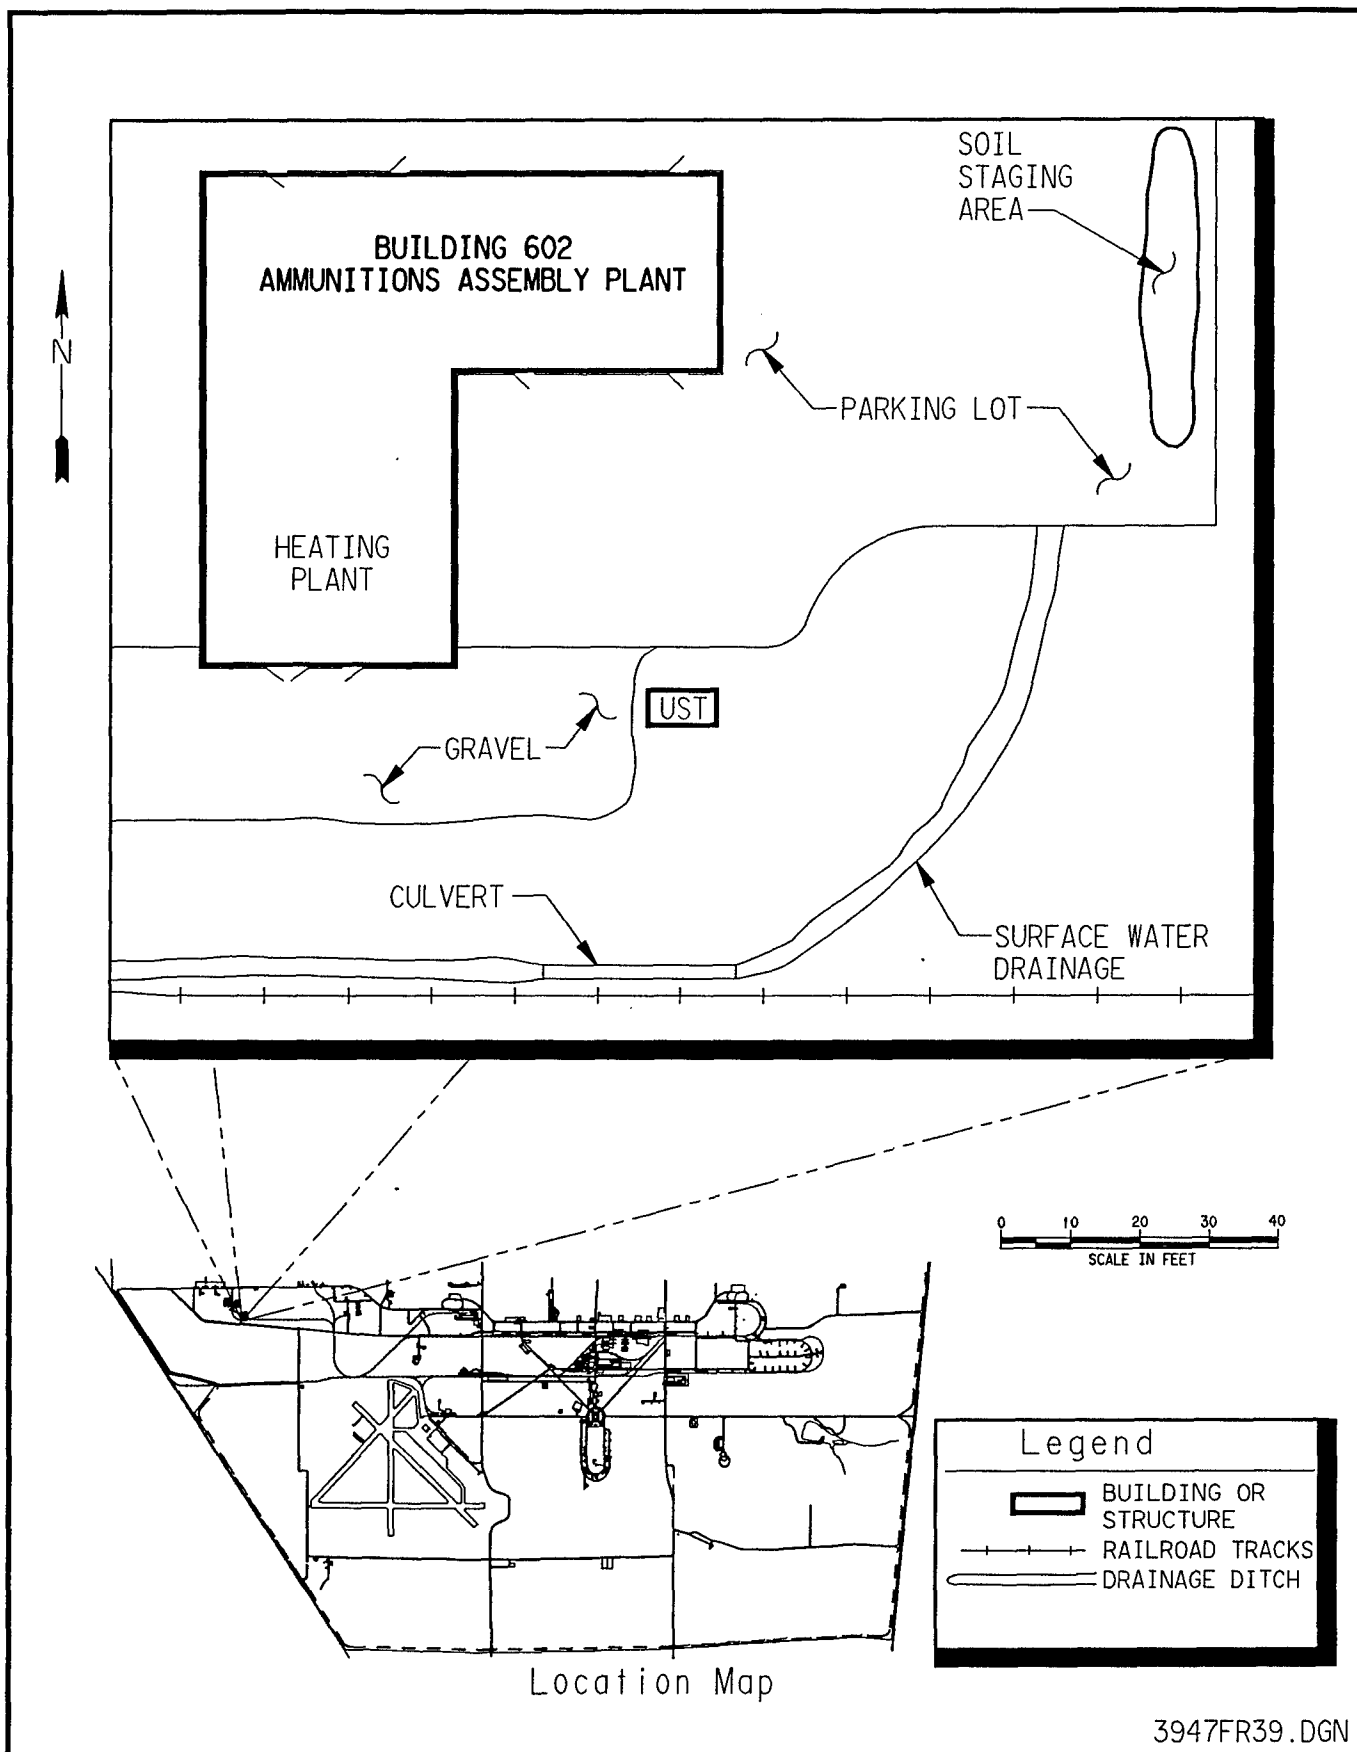 SOIL
STAGING
AREA
BUILDING 602
AMMUNITIONS ASSEMBLY PLANT
N
PARKING LOT
HEATING
PLANT
UST
GRAVEL
CULVERT
SURFACE WATER
DRAINAGE
0 10 20 30 40
SCALE IN FEET
Legend
BUILDING OR
STRUCTURE
RAILROAD TRACKS
DRAINAGE DITCH
Location Map
3947FR39.DGN